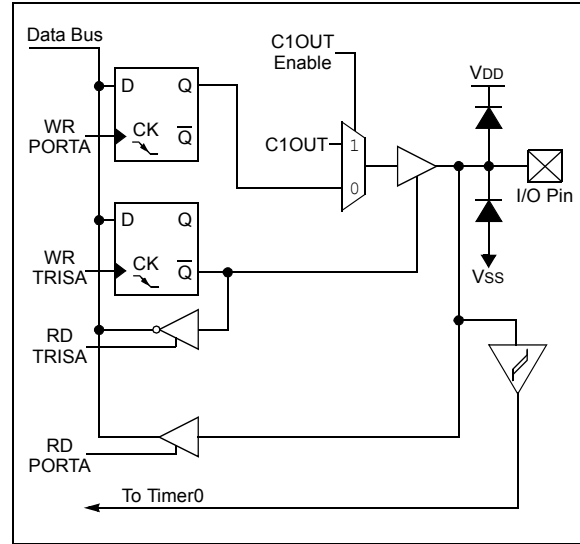 Data Bus
C1OUT
Enable
VDD
D
Q
WR
PORTA
CK
Q
C1OUT
1
0
I/O Pin
D
Q
WR
TRISA
CK
Q
VSS
RD
TRISA
RD
PORTA
To Timer0